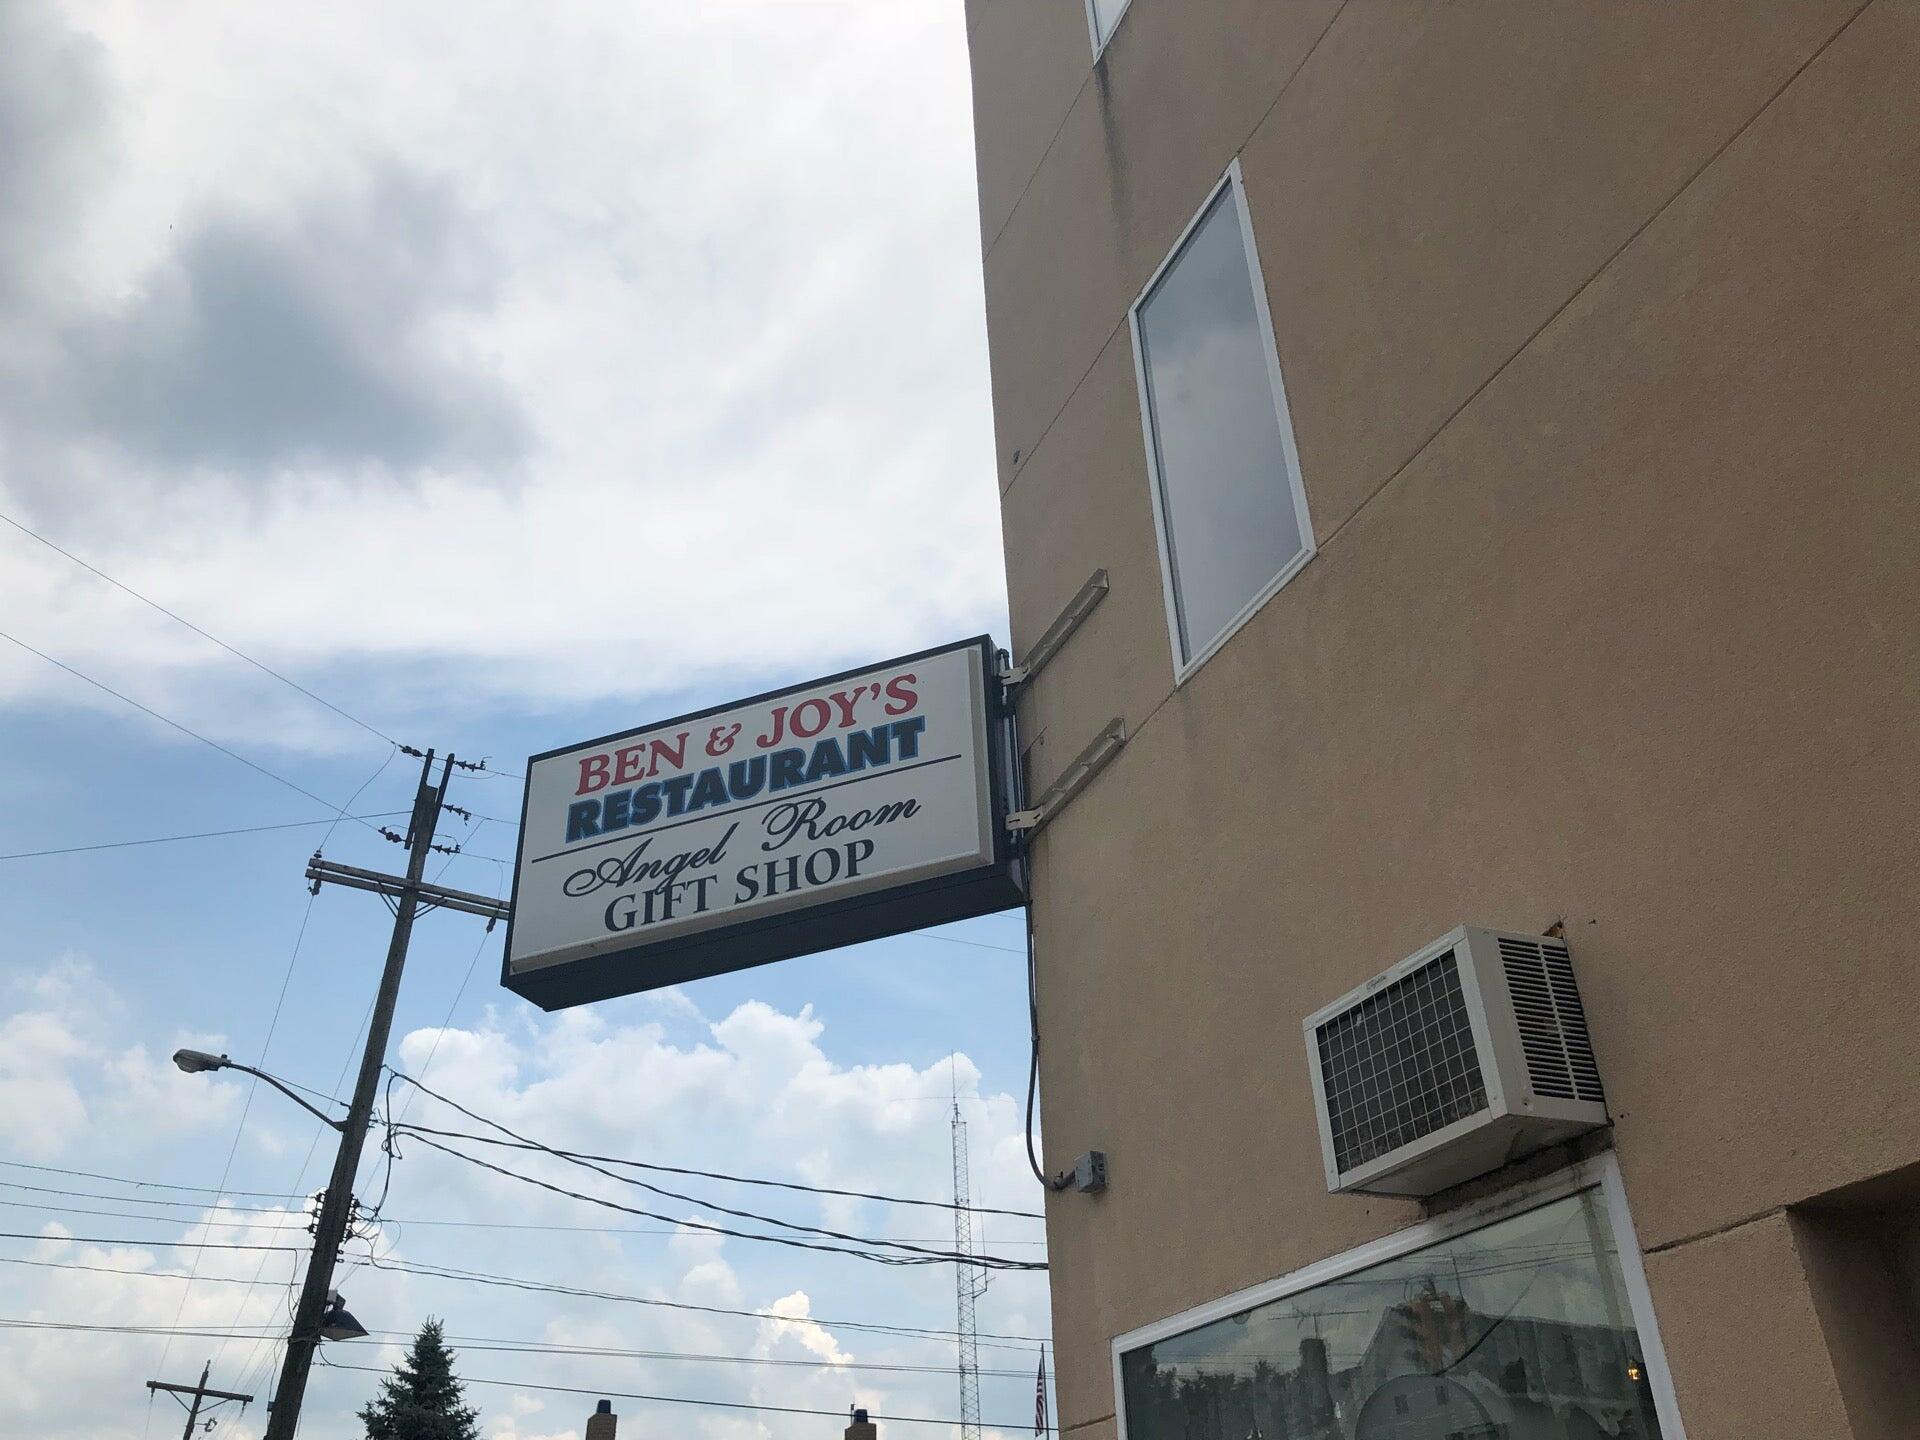 BEN & JOY'S
RESTAURANT
Angel Room
GIFT SHOP